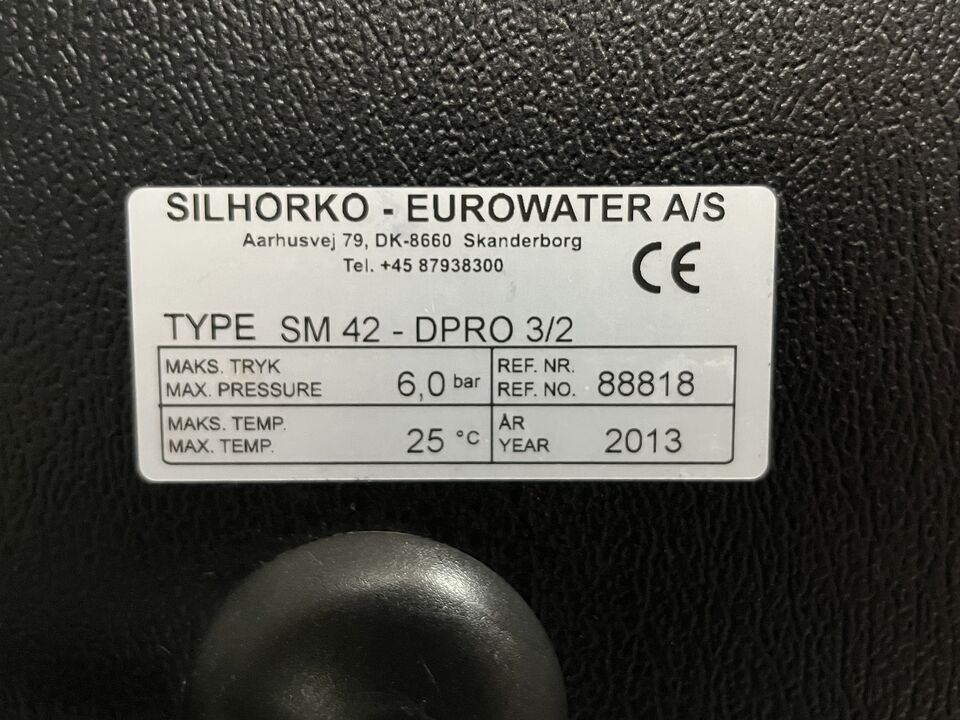 SILHORKO - EUROWATER A/S
Aarhusvej 79, DK-8660 Skanderborg
Tel. +45 87938300
CE
TYPE SM 42 - DPRO 3/2
MAKS. TRYK
MAX. PRESSURE 6,0 bar
REF. NR.
REF. NO. 88818
MAKS. TEMP.
MAX. TEMP. 25 °C
ÅR
YEAR 2013